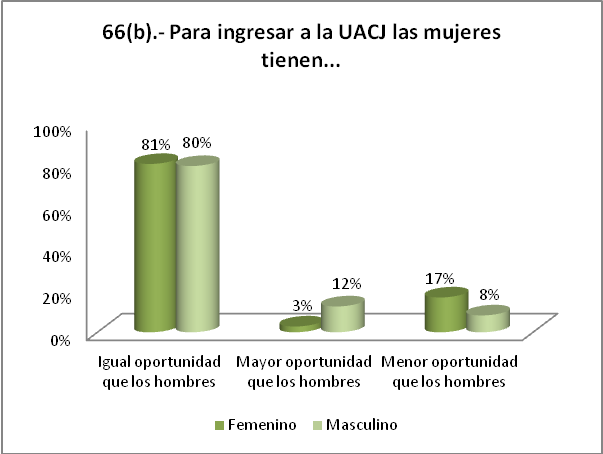 66(b).- Para ingresar a la UACJ las mujeres
tienen...
100%
80%
60%
40%
20%
0%
81%
80%
3%
12%
17%
8%
Igual oportunidad
que los hombres
Mayor oportunidad
que los hombres
Menor oportunidad
que los hombres
Femenino
Masculino